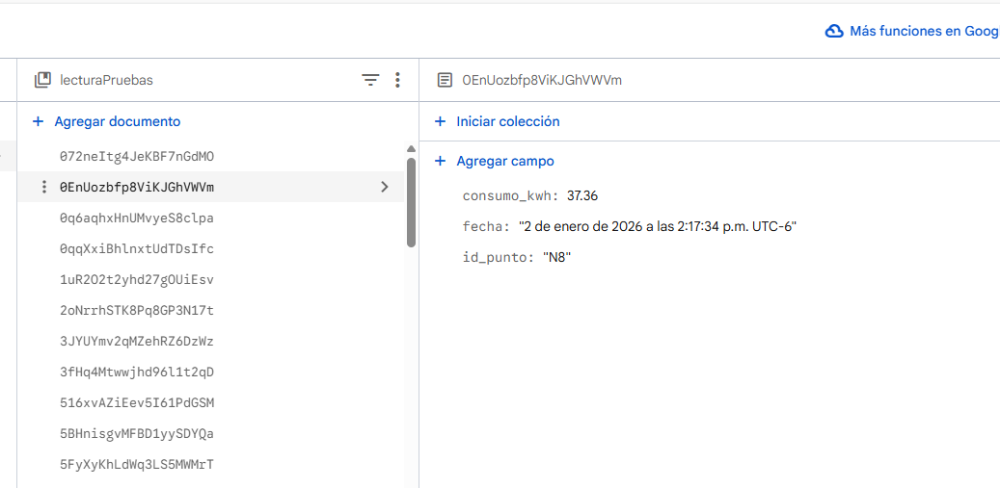 Más funciones en Goog
lecturaPruebas
+ Agregar documento
072neItg4JeKBF7nGdMO
0EnUozbfp8ViKJGhVWVm
0q6aqhxHnUMvyeS8clpa
0qqXxiBhlnxtUdTDsIfc
1uR2O2t2yhd27gOUiEsv
2oNrrhSTK8Pq8GP3N17t
3JYUYmv2qMZehRZ6DzWz
3fHq4Mtwwjhd96l1t2qD
516xvAZiEev5I61PdGSM
5BHnisgvMFBD1yySDYQa
5FyXyKhLdWq3LS5MWMrT
0EnUozbfp8ViKJGhVWVm
+ Iniciar colección
+ Agregar campo
consumo_kwh: 37.36
fecha: "2 de enero de 2026 a las 2:17:34 p.m. UTC-6"
id_punto: "N8"